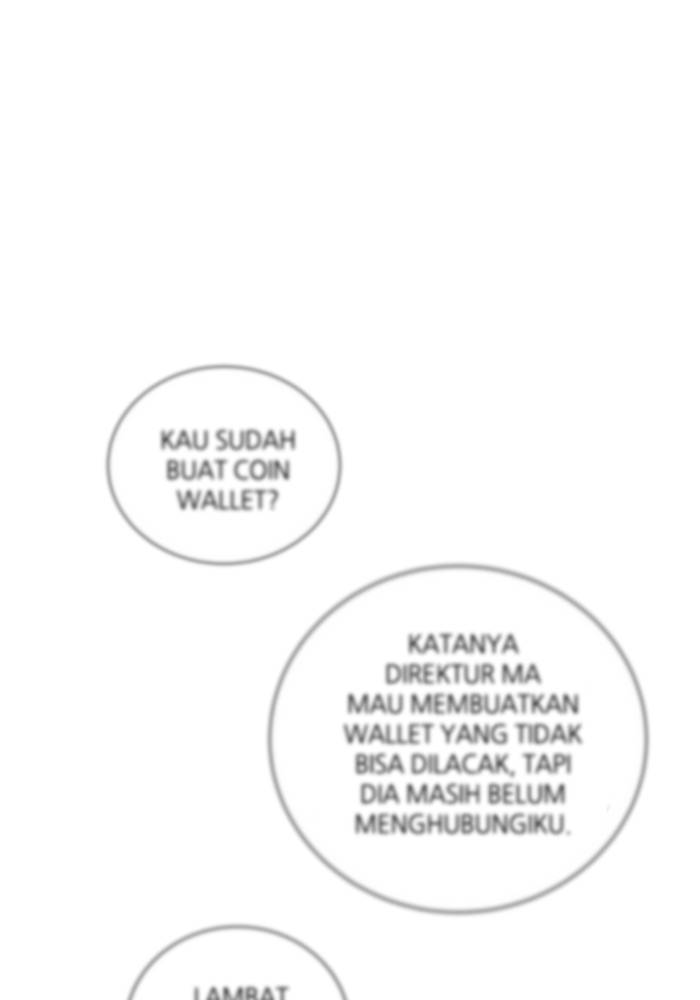 KAU SUDAH
BUAT COIN
WALLET?
KATANYA
DIREKTUR MA
MAU MEMBUATKAN
WALLET YANG TIDAK
BISA DILACAK, TAPI
DIA MASIH BELUM
MENGHUBUNGIKU.
LAMBAT